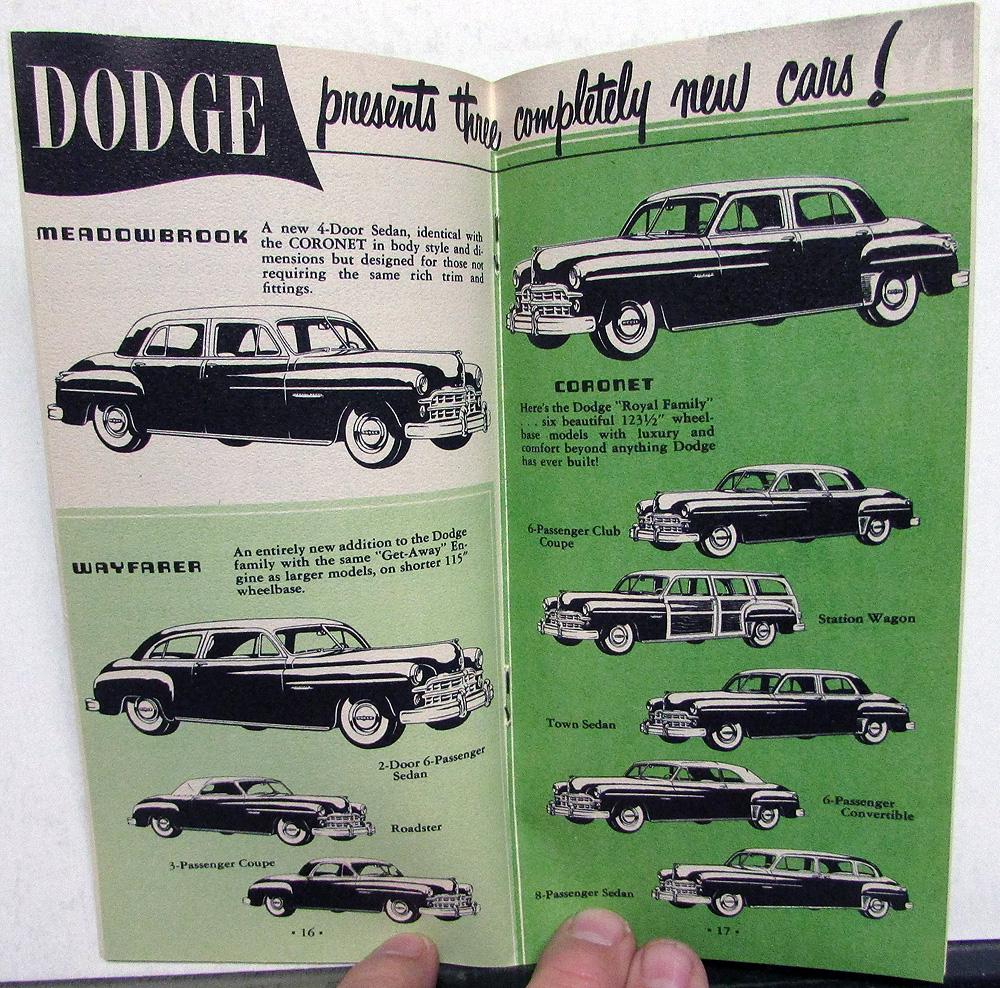 DODGE presents three completely new cars!
MEADOWBROOK
A new 4-Door Sedan, identical with
the CORONET in body style and di-
mensions but designed for those not
requiring the same rich trim and
fittings.
WAYFARER
An entirely new addition to the Dodge
family with the same "Get-Away" En-
gine as larger models, on shorter 115"
wheelbase.
2-Door 6-Passenger
Sedan
Roadster
3-Passenger Coupe
• 16 •
CORONET
Here's the Dodge "Royal Family"
. . . six beautiful 123½" wheel-
base models with luxury and
comfort beyond anything Dodge
has ever built!
6-Passenger Club
Coupe
Station Wagon
Town Sedan
6-Passenger
Convertible
8-Passenger Sedan
• 17 •